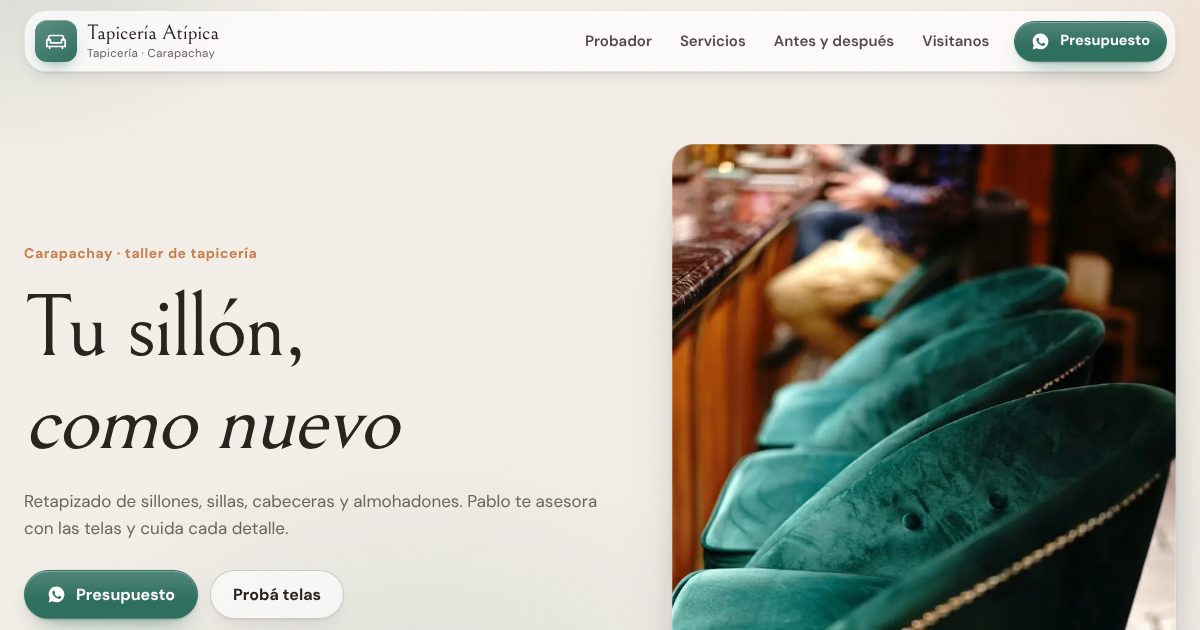 Tapicería Atípica
Tapicería · Carapachay
Probador
Servicios
Antes y después
Visitanos
Presupuesto
Carapachay · taller de tapicería
Tu sillón,
como nuevo
Retapizado de sillones, sillas, cabeceras y almohadones. Pablo te asesora
con las telas y cuida cada detalle.
Presupuesto
Probá telas